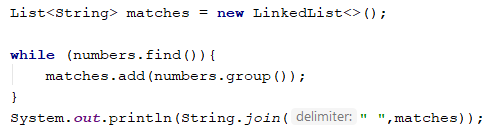 List<String> matches = new LinkedList<>();
while (numbers.find()){
matches.add(numbers.group());
}
System.out.println(String.join( delimiter: " ",matches));